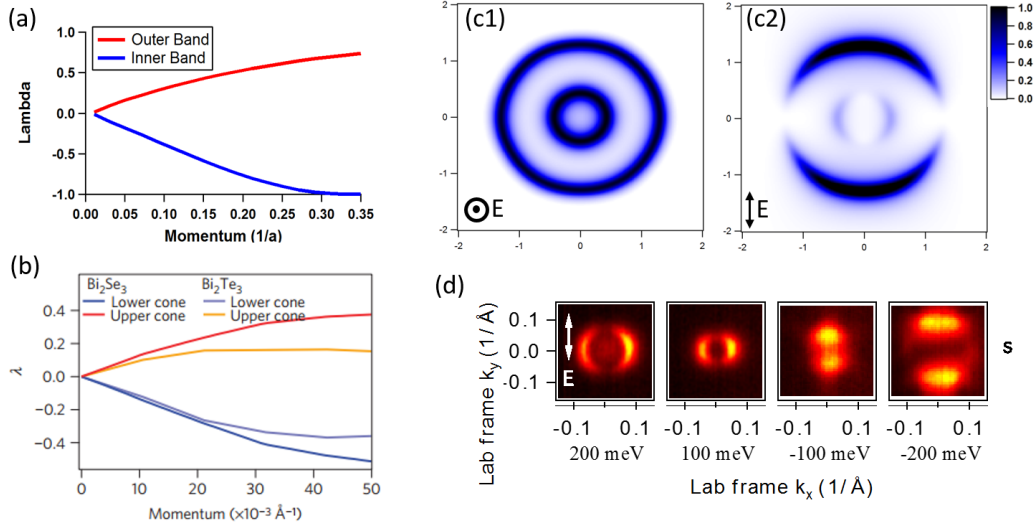 (a)
Outer Band
Inner Band
Lambda
1.0
0.5
0.0
-0.5
-1.0
0.00 0.05 0.10 0.15 0.20 0.25 0.30 0.35
Momentum (1/a)
(c1)
2
1
0
-1
-2
-2 -1 0 1 2
E
(c2)
2
1
0
-1
-2
-2 -1 0 1 2
E
1.0
0.8
0.6
0.4
0.2
0.0
(b)
Bi2Se3 Bi2Te3
Lower cone Lower cone
Upper cone Upper cone
λ
0.4
0.2
0
-0.2
-0.4
0 10 20 30 40 50
Momentum (×10⁻³ Å⁻¹)
(d)
Lab frame ky (1/ Å)
0.1
0.0
-0.1
E
s
-0.1 0.1 -0.1 0.1 -0.1 0.1 -0.1 0.1
200 meV 100 meV -100 meV -200 meV
Lab frame kx (1/ Å)